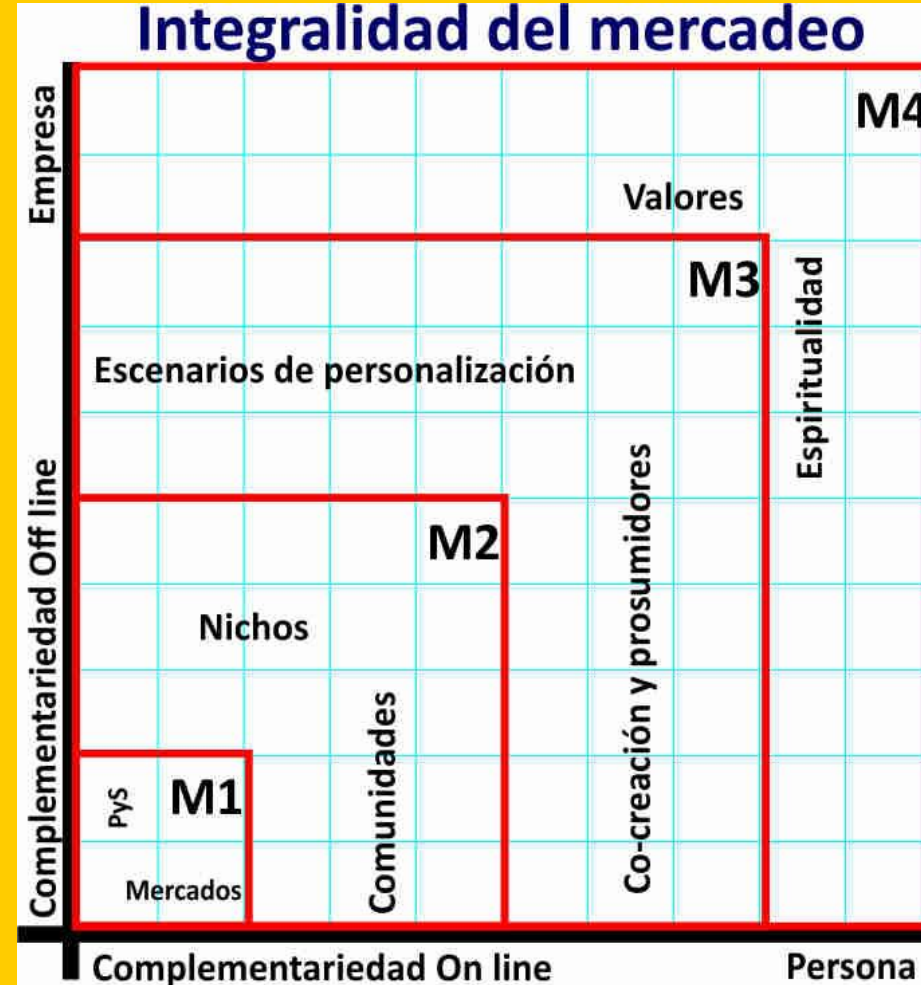 Integralidad del mercadeo
Empresa
M4
Valores
M3
Espiritualidad
Escenarios de personalización
Complementariedad Off line
M2
Nichos
Co-creación y prosumidores
Comunidades
PyS
M1
Mercados
Complementariedad On line
Persona